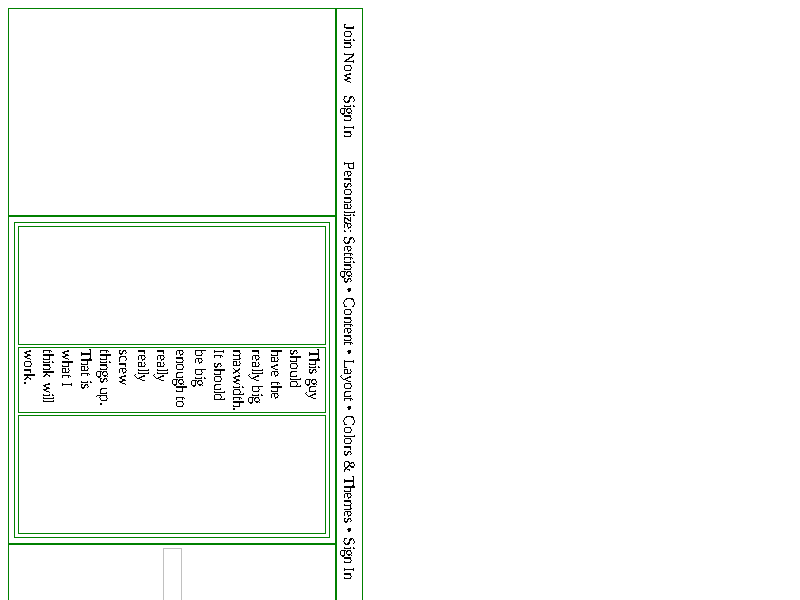 Join Now Sign In Personalize: Settings • Content • Layout • Colors & Themes • Sign In
This guy
should
have the
really big
maxwidth.
It should
be big
enough to
really
really
screw
things up.
That is
what I
think will
work.